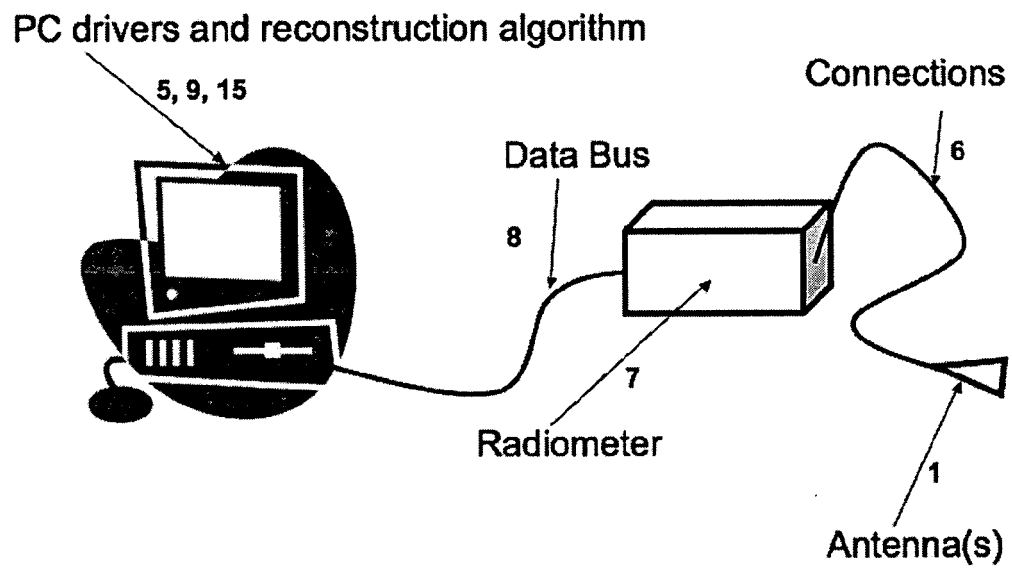 PC drivers and reconstruction algorithm
5, 9, 15
Connections
6
Data Bus
8
7
Radiometer
1
Antenna(s)